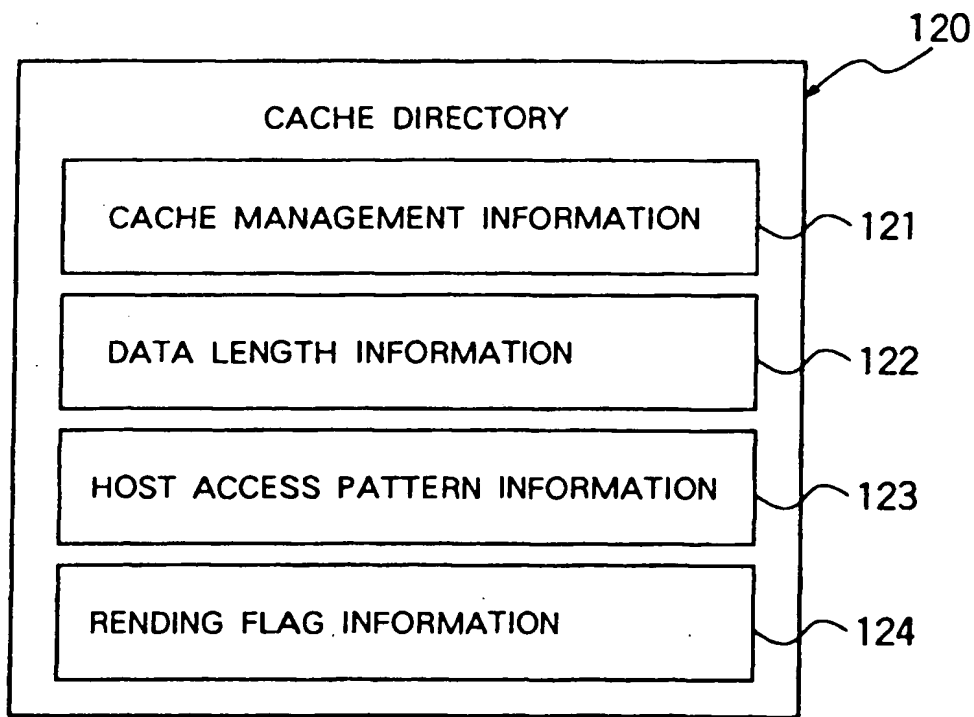 120
CACHE DIRECTORY
CACHE MANAGEMENT INFORMATION
121
DATA LENGTH INFORMATION
122
HOST ACCESS PATTERN INFORMATION
123
RENDING FLAG INFORMATION
124